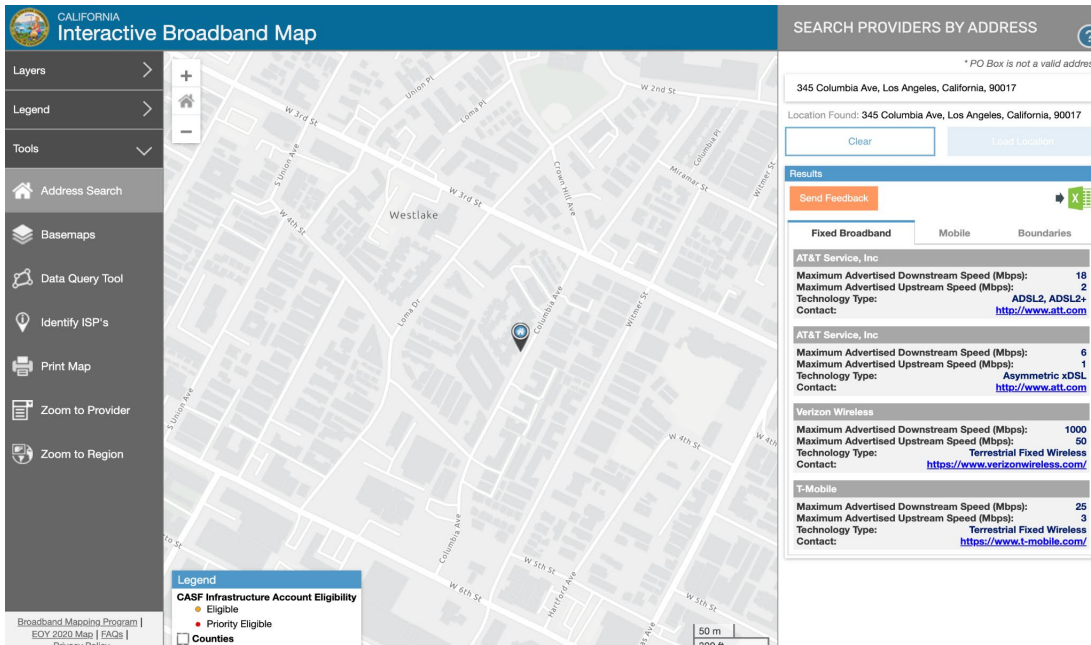 CALIFORNIA
Interactive Broadband Map
SEARCH PROVIDERS BY ADDRESS
?
Layers
Legend
Tools
Address Search
Basemaps
Data Query Tool
Identify ISP's
Print Map
Zoom to Provider
Zoom to Region
Broadband Mapping Program |
EOY 2020 Map | FAQs |
Privacy Policy
+
−
Union Pl
Loma Pl
W 2nd St
W 3rd St
Columbia Pl
S Union Ave
Crown Hill Ave
Miramar St
Witmer St
W 3rd St
W 4th St
Westlake
Loma Dr
Columbia Ave
Witmer St
S Union Ave
W 4th St
W 4th
Columbia Ave
W 5th St
Hartford Ave
W 6th St
W 5th St
50 m
Legend
CASF Infrastructure Account Eligibility
Eligible
Priority Eligible
Counties
* PO Box is not a valid addres
345 Columbia Ave, Los Angeles, California, 90017
Location Found: 345 Columbia Ave, Los Angeles, California, 90017
Clear
Load Location
Results
Send Feedback
X
Fixed Broadband
Mobile
Boundaries
AT&T Service, Inc
Maximum Advertised Downstream Speed (Mbps): 18
Maximum Advertised Upstream Speed (Mbps): 2
Technology Type: ADSL2, ADSL2+
Contact: http://www.att.com
AT&T Service, Inc
Maximum Advertised Downstream Speed (Mbps): 6
Maximum Advertised Upstream Speed (Mbps): 1
Technology Type: Asymmetric xDSL
Contact: http://www.att.com
Verizon Wireless
Maximum Advertised Downstream Speed (Mbps): 1000
Maximum Advertised Upstream Speed (Mbps): 50
Technology Type: Terrestrial Fixed Wireless
Contact: https://www.verizonwireless.com/
T-Mobile
Maximum Advertised Downstream Speed (Mbps): 25
Maximum Advertised Upstream Speed (Mbps): 3
Technology Type: Terrestrial Fixed Wireless
Contact: https://www.t-mobile.com/